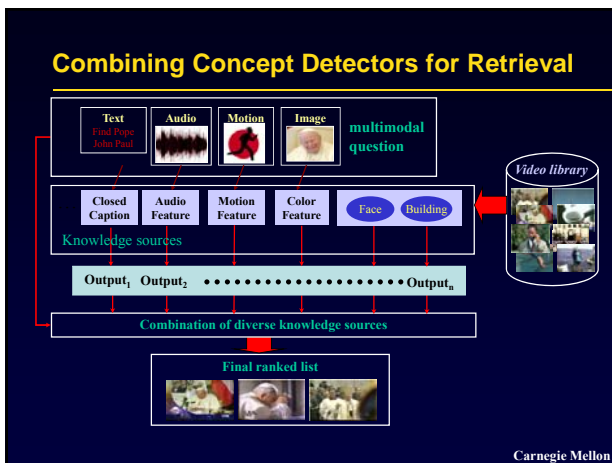 Combining Concept Detectors for Retrieval
Text
Find Pope
John Paul
Audio
Motion
Image
multimodal
question
Video library
Closed
Caption
Audio
Feature
Motion
Feature
Color
Feature
Face
Building
Knowledge sources
Output1
Output2
Outputn
Combination of diverse knowledge sources
Final ranked list
Carnegie Mellon